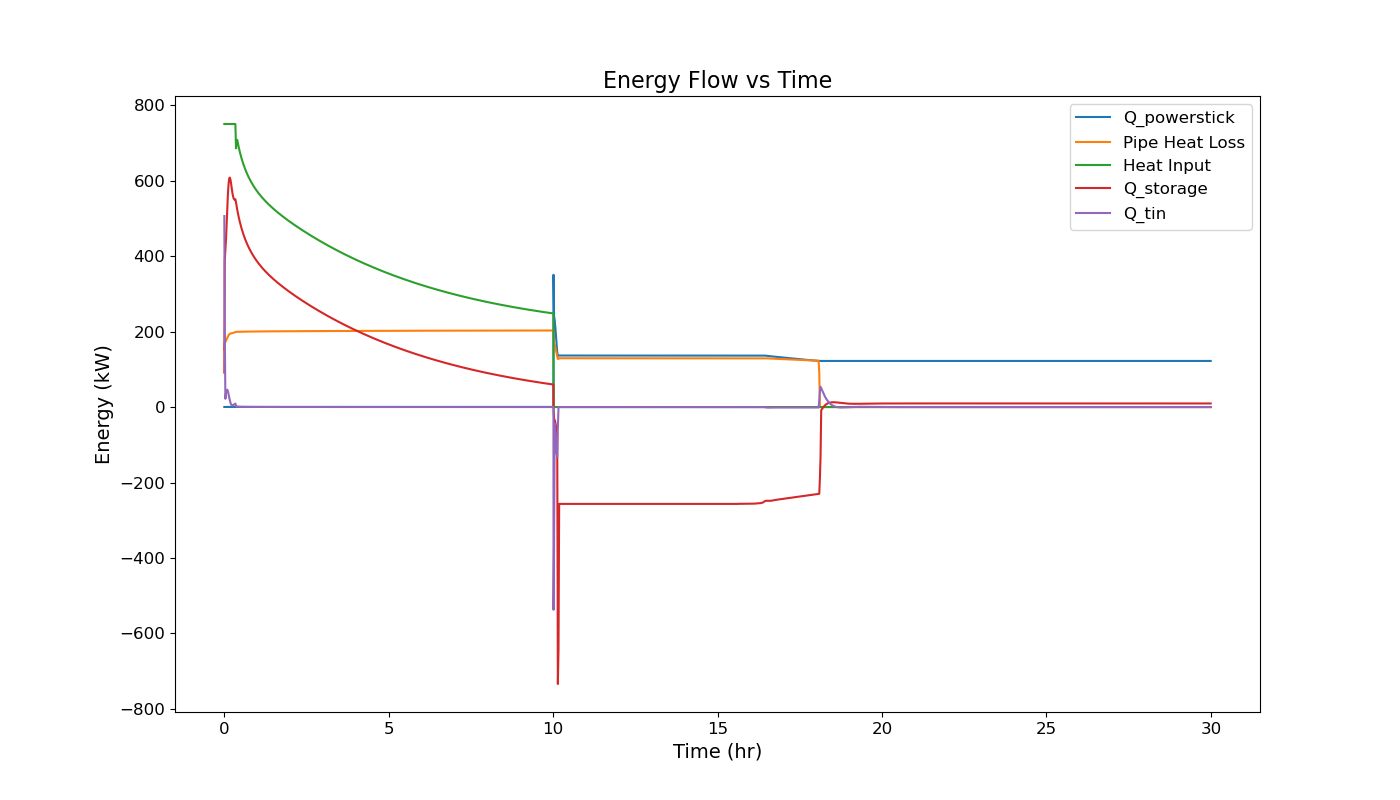 Energy Flow vs Time
Energy (kW)
800
600
400
200
0
−200
−400
−600
−800
Q_powerstick
Pipe Heat Loss
Heat Input
Q_storage
Q_tin
0
5
10
15
20
25
30
Time (hr)